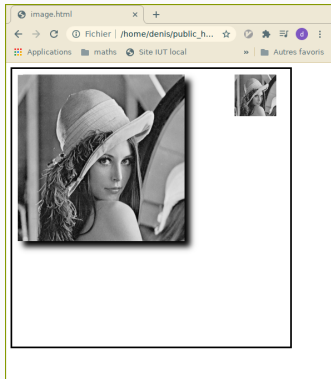 image.html × +
Fichier | /home/denis/public_h... d
Applications maths Site IUT local » Autres favoris